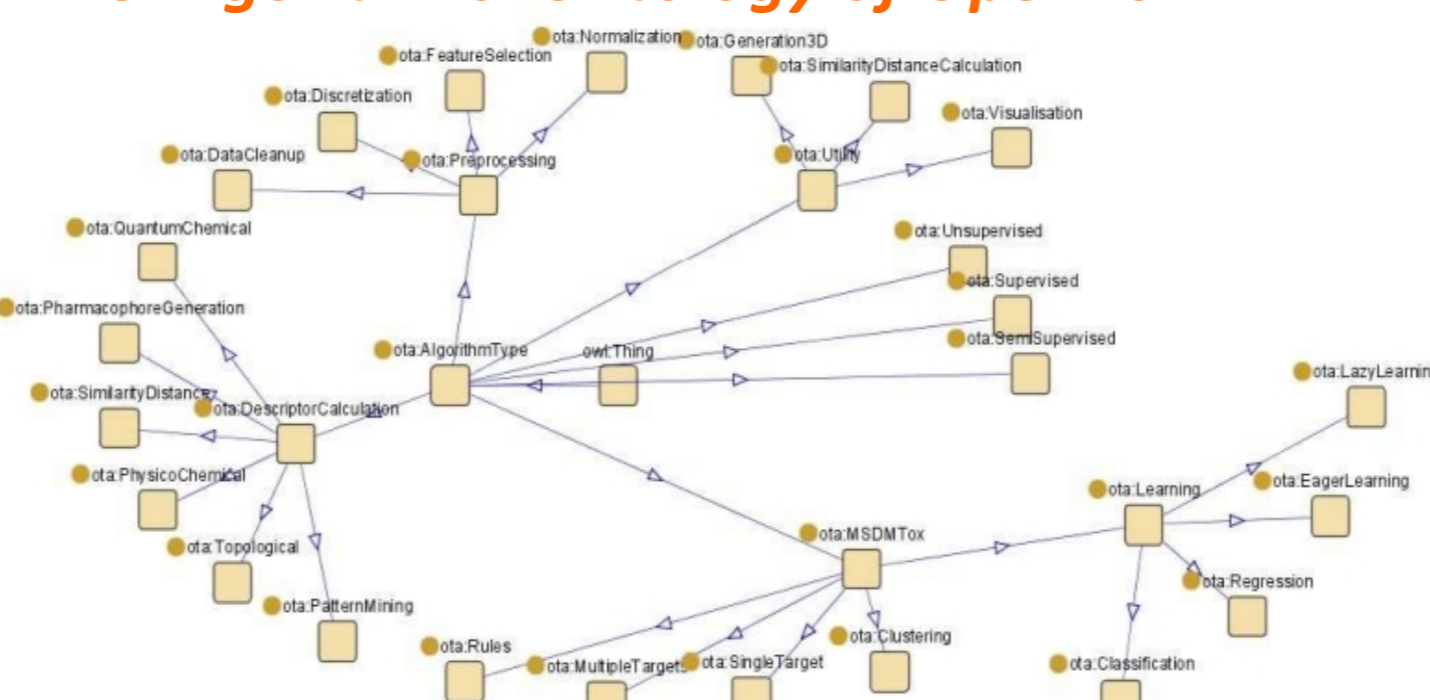 ota:Normalization
ota:Generation3D
ota:FeatureSelection
ota:SimilarityDistanceCalculation
ota:Discretization
ota:Visualisation
ota:DataCleanup
ota:Preprocessing
ota:Utility
ota:QuantumChemical
ota:Unsupervised
ota:Supervised
ota:PharmacophoreGeneration
ota:SemiSupervised
ota:AlgorithmType
owl:Thing
ota:LazyLearnin
ota:SimilarityDistance
ota:DescriptorCalculation
ota:PhysicoChemical
ota:EagerLearning
ota:Learning
ota:MSDMTox
ota:Topological
ota:Regression
ota:PatternMining
ota:Clustering
ota:Rules
ota:MultipleTargets
ota:SingleTarget
ota:Classification